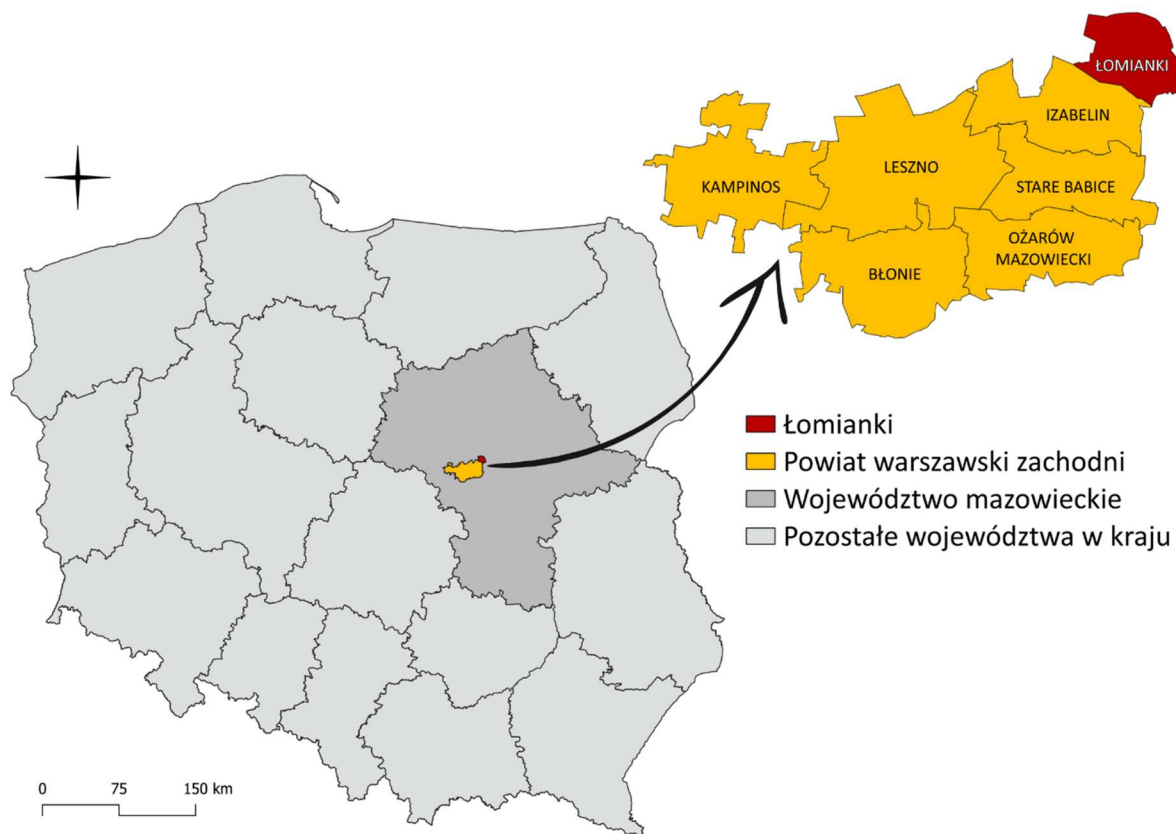 ŁOMIANKI
IZABELIN
LESZNO
KAMPINOS
STARE BABICE
OŻARÓW
MAZOWIECKI
BŁONIE
Łomianki
Powiat warszawski zachodni
Województwo mazowieckie
Pozostałe województwa w kraju
0 75 150 km